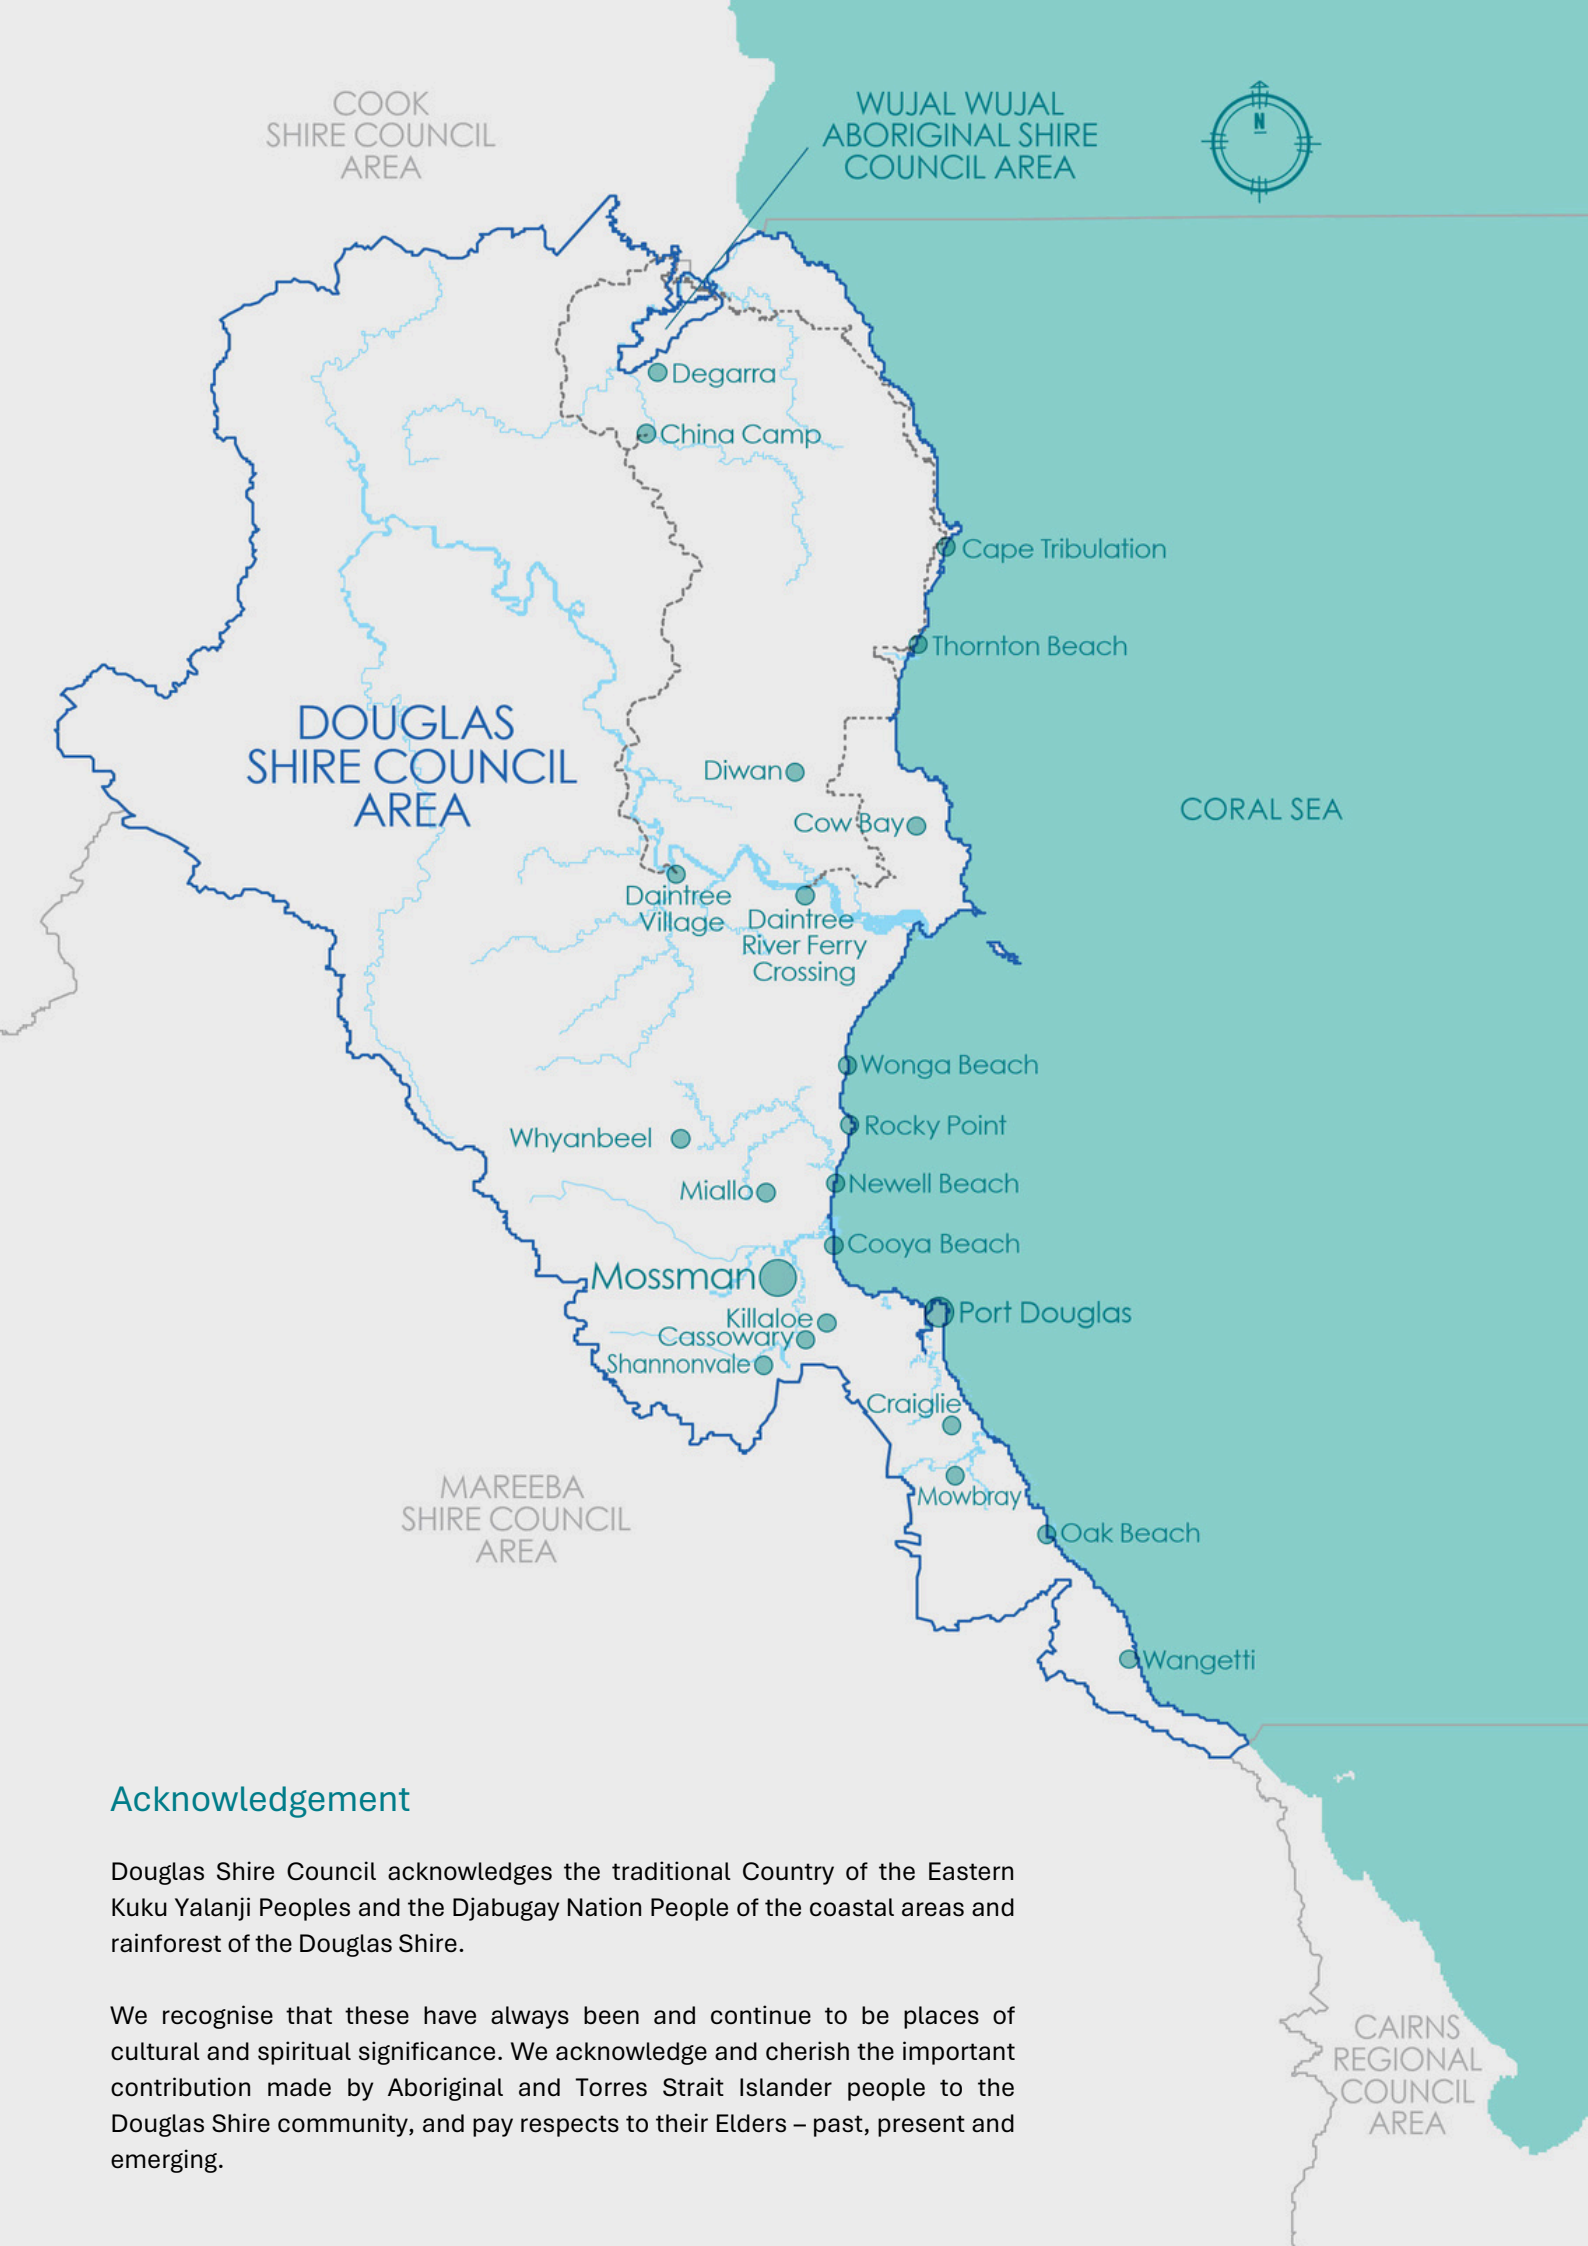 COOK
SHIRE COUNCIL
AREA
WUJAL WUJAL
ABORIGINAL SHIRE
COUNCIL AREA
N
Degarra
China Camp
Cape Tribulation
Thornton Beach
DOUGLAS
SHIRE COUNCIL
AREA
Diwan
CORAL SEA
Cow Bay
Daintree
Village
Daintree
River Ferry
Crossing
Wonga Beach
Rocky Point
Whyanbeel
Newell Beach
Miallo
Cooya Beach
Mossman
Port Douglas
Killaloe
Cassowary
Shannonvale
Craiglie
MAREEBA
SHIRE COUNCIL
AREA
Mowbray
Oak Beach
Wangetti
Acknowledgement
Douglas Shire Council acknowledges the traditional Country of the Eastern
Kuku Yalanji Peoples and the Djabugay Nation People of the coastal areas and
rainforest of the Douglas Shire.
We recognise that these have always been and continue to be places of
cultural and spiritual significance. We acknowledge and cherish the important
contribution made by Aboriginal and Torres Strait Islander people to the
Douglas Shire community, and pay respects to their Elders – past, present and
emerging.
CAIRNS
REGIONAL
COUNCIL
AREA